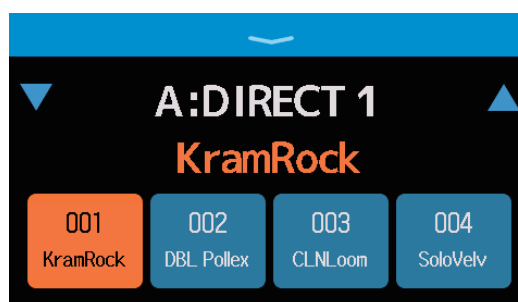 A:DIRECT 1
KramRock
001 002 003 004
KramRock DBL Pollex CLNLoom SoloVelv